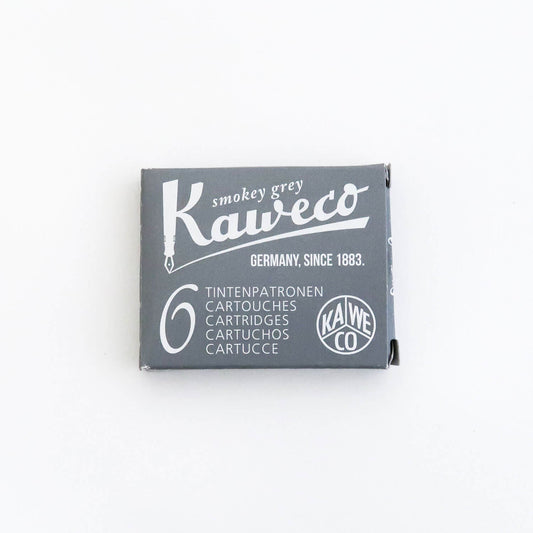 smokey grey
Kaweco
GERMANY, SINCE 1883.
6
TINTENPATRONEN
CARTOUCHES
CARTRIDGES
CARTUCHOS
CARTUCCE
KA WE
CO